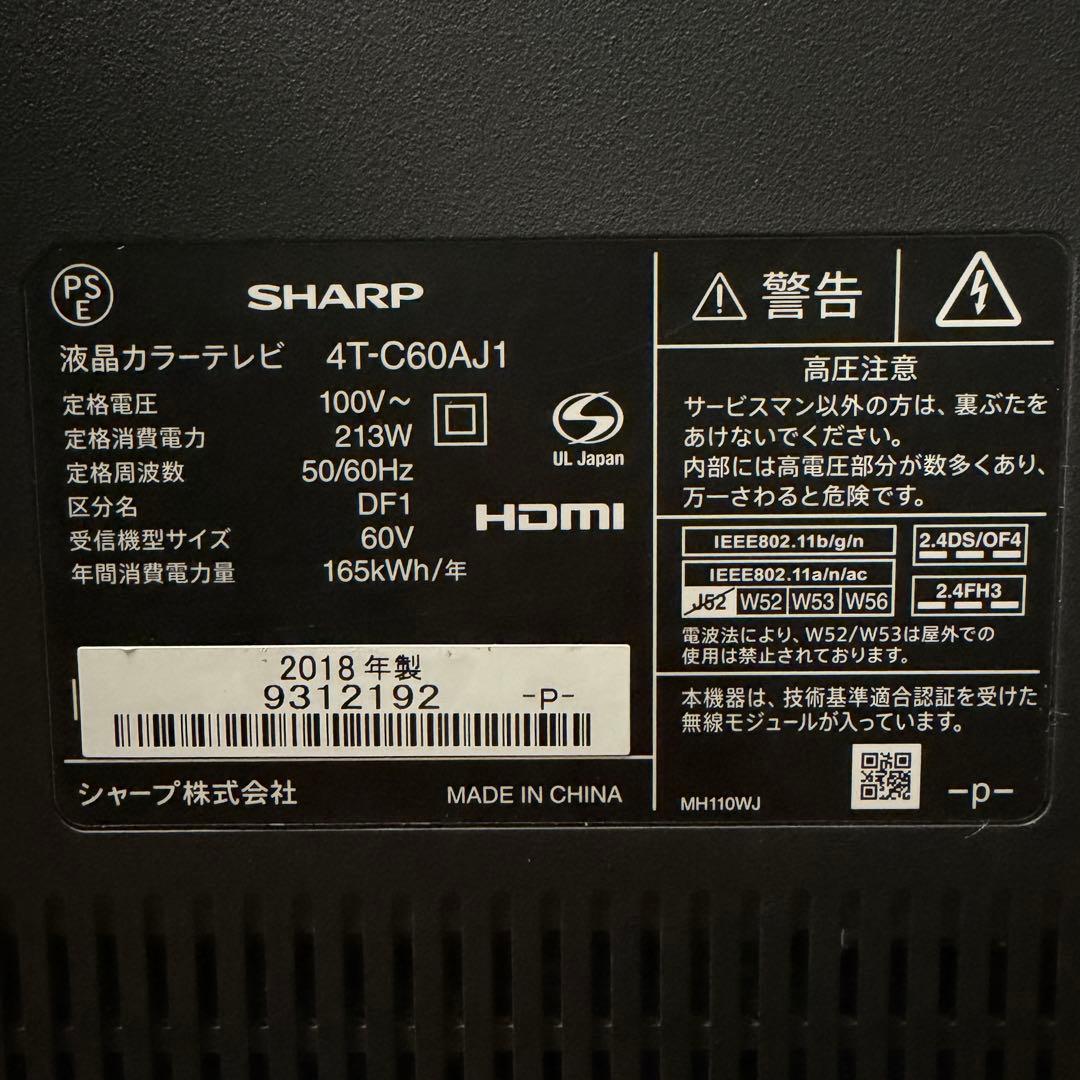 PS
E
SHARP
液晶カラーテレビ 4T-C60AJ1
定格電圧 100V～
定格消費電力 213W
定格周波数 50/60Hz
区分名 DF1
受信機型サイズ 60V
年間消費電力量 165kWh/年
UL Japan
HDMI
2018 年製
9312192 -P-
シャープ株式会社 MADE IN CHINA
警告
高圧注意
サービスマン以外の方は、裏ぶたを
あけないでください。
内部には高電圧部分が数多くあり、
万一さわると危険です。
IEEE802.11b/g/n
IEEE802.11a/n/ac
J52 W52 W53 W56
2.4DS/OF4
2.4FH3
電波法により、W52/W53は屋外での
使用は禁止されております。
本機器は、技術基準適合認証を受けた
無線モジュールが入っています。
MH110WJ -p-